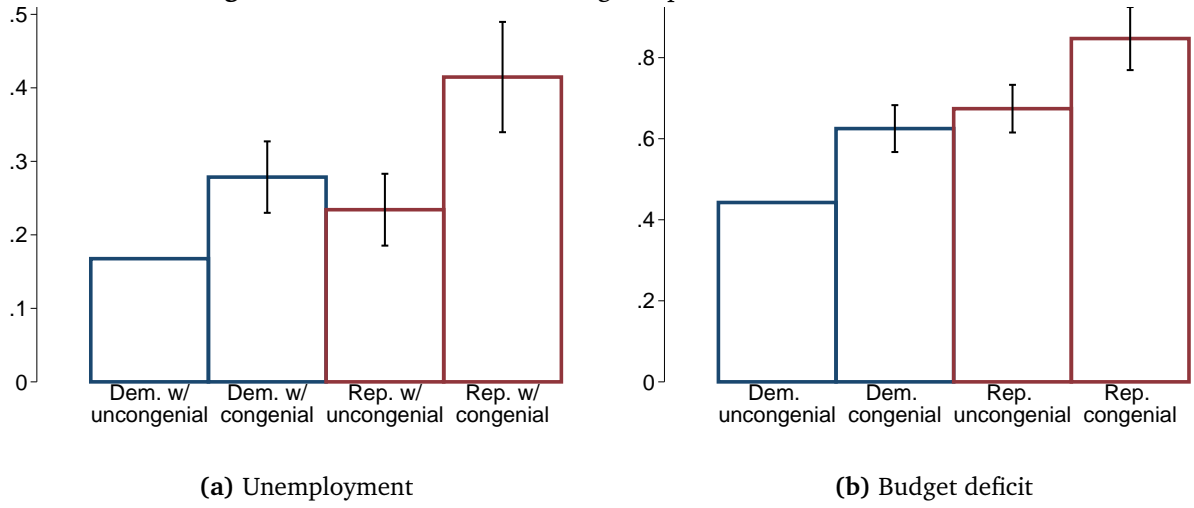 .5
.4
.3
.2
.1
0
Dem. w/
uncongenial
Dem. w/
congenial
Rep. w/
uncongenial
Rep. w/
congenial
(a) Unemployment
.8
.6
.4
.2
0
Dem.
uncongenial
Dem.
congenial
Rep.
uncongenial
Rep.
congenial
(b) Budget deficit